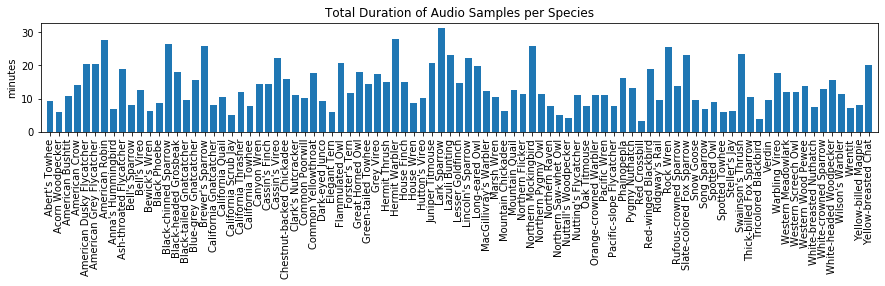 Total Duration of Audio Samples per Species
30
20
10
0
minutes
Abert's Towhee
Acorn Woodpecker
American Bushtit
American Crow
American Dusky Flycatcher
American Grey Flycatcher
American Robin
Anna's Hummingbird
Ash-throated Flycatcher
Bell's Sparrow
Bell's Vireo
Bewick's Wren
Black Phoebe
Black-chinned Sparrow
Black-headed Grosbeak
Black-tailed Gnatcatcher
Blue-grey Gnatcatcher
Brewer's Sparrow
California Gnatcatcher
California Quail
California Scrub Jay
California Thrasher
California Towhee
Canyon Wren
Cassin's Finch
Cassin's Vireo
Chestnut-backed Chickadee
Clark's Nutcracker
Common Poorwill
Common Yellowthroat
Dark-eyed Junco
Elegant Tern
Flammulated Owl
Forster's Tern
Great Horned Owl
Green-tailed Towhee
Grey Vireo
Hermit Thrush
Hermit Warbler
House Finch
House Wren
Hutton's Vireo
Juniper Titmouse
Lark Sparrow
Lazuli Bunting
Lesser Goldfinch
Lincoln's Sparrow
Long-eared Owl
MacGillivray's Warbler
Marsh Wren
Mountain Chickadee
Mountain Quail
Northern Flicker
Northern Mockingbird
Northern Pygmy Owl
Northern Raven
Northern Saw-whet Owl
Nuttall's Woodpecker
Nutting's Flycatcher
Oak Titmouse
Orange-crowned Warbler
Pacific Wren
Pacific-slope Flycatcher
Phainopepla
Pygmy Nuthatch
Red Crossbill
Red-winged Blackbird
Ridgway's Rail
Rock Wren
Rufous-crowned Sparrow
Slate-colored Fox Sparrow
Snow Goose
Song Sparrow
Spotted Owl
Spotted Towhee
Steller's Jay
Swainson's Thrush
Thick-billed Fox Sparrow
Tricolored Blackbird
Verdin
Warbling Vireo
Western Meadowlark
Western Screech Owl
Western Wood Pewee
White-breasted Nuthatch
White-crowned Sparrow
White-headed Woodpecker
Wilson's Warbler
Wrentit
Yellow-billed Magpie
Yellow-breasted Chat